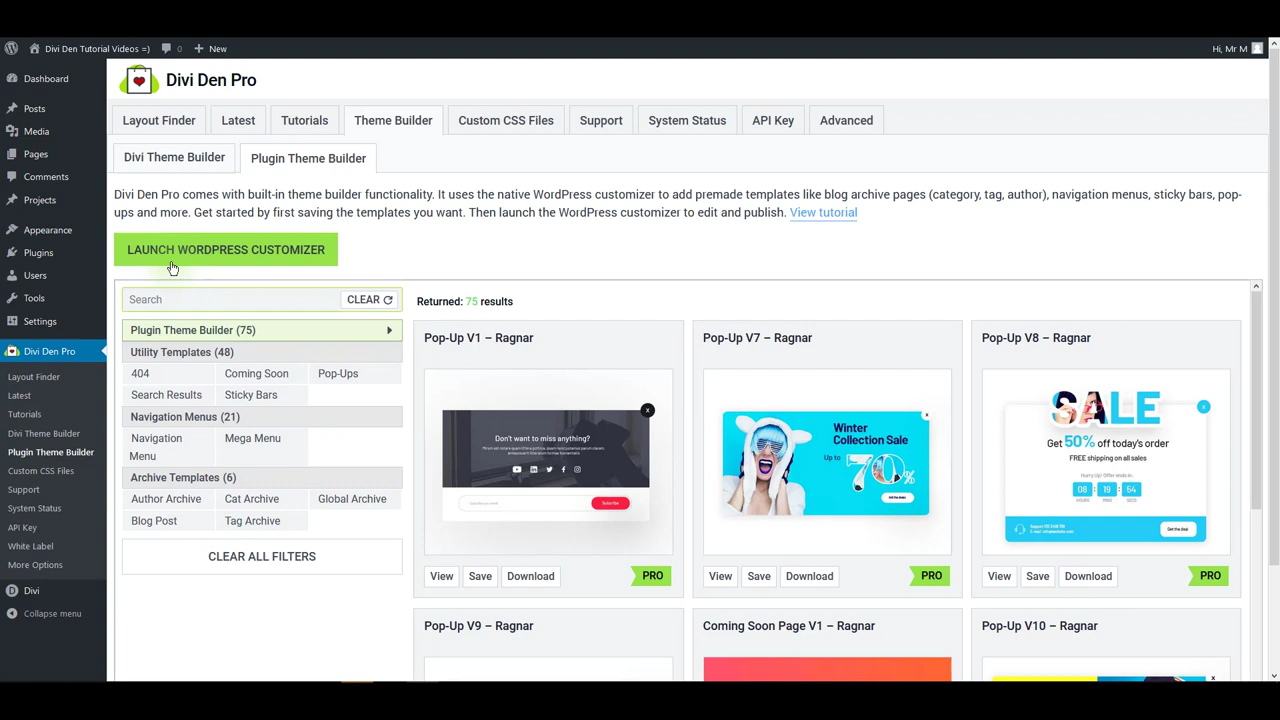 Divi Den Tutorial Videos =)
0
New
Hi, Mr M
Dashboard
Posts
Media
Pages
Comments
Projects
Appearance
Plugins
Users
Tools
Settings
Divi Den Pro
Layout Finder
Latest
Tutorials
Divi Theme Builder
Plugin Theme Builder
Custom CSS Files
Support
System Status
API Key
White Label
More Options
Divi
Collapse menu
Divi Den Pro
Layout Finder
Latest
Tutorials
Theme Builder
Custom CSS Files
Support
System Status
API Key
Advanced
Divi Theme Builder
Plugin Theme Builder
Divi Den Pro comes with built-in theme builder functionality. It uses the native WordPress customizer to add premade templates like blog archive pages (category, tag, author), navigation menus, sticky bars, pop-
ups and more. Get started by first saving the templates you want. Then launch the WordPress customizer to edit and publish. View tutorial
LAUNCH WORDPRESS CUSTOMIZER
Search
CLEAR
Plugin Theme Builder (75)
Utility Templates (48)
404
Coming Soon
Pop-Ups
Search Results
Sticky Bars
Navigation Menus (21)
Navigation
Menu
Mega Menu
Archive Templates (6)
Author Archive
Cat Archive
Global Archive
Blog Post
Tag Archive
CLEAR ALL FILTERS
Returned: 75 results
Pop-Up V1 – Ragnar
X
Don't want to miss anything?
Subscribe
View
Save
Download
PRO
Pop-Up V7 – Ragnar
Winter
Collection Sale
Up to
70%
Get the deals
View
Save
Download
PRO
Pop-Up V8 – Ragnar
SALE
Get 50% off today's order
FREE shipping on all sales
Hurry Up! Offer ends in:
08 : 19 : 54
Get the deal
View
Save
Download
PRO
Pop-Up V9 – Ragnar
Coming Soon Page V1 – Ragnar
Pop-Up V10 – Ragnar